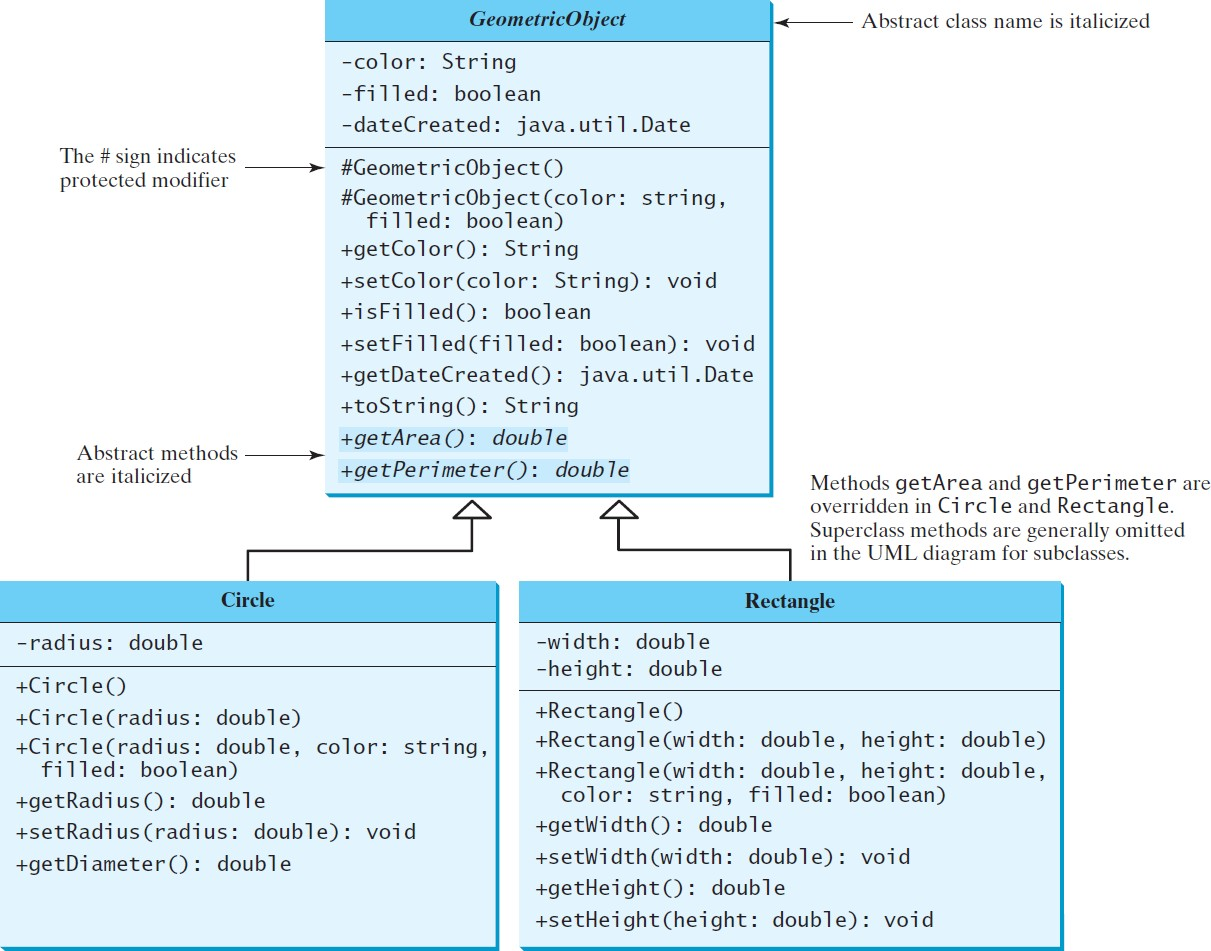 GeometricObject
Abstract class name is italicized
-color: String
-filled: boolean
-dateCreated: java.util.Date
The # sign indicates
protected modifier
#GeometricObject()
#GeometricObject(color: string,
filled: boolean)
+getColor(): String
+setColor(color: String): void
+isFilled(): boolean
+setFilled(filled: boolean): void
+getDateCreated(): java.util.Date
+toString(): String
+getArea(): double
+getPerimeter(): double
Abstract methods
are italicized
Methods getArea and getPerimeter are
overridden in Circle and Rectangle.
Superclass methods are generally omitted
in the UML diagram for subclasses.
Circle
-radius: double
+Circle()
+Circle(radius: double)
+Circle(radius: double, color: string,
filled: boolean)
+getRadius(): double
+setRadius(radius: double): void
+getDiameter(): double
Rectangle
-width: double
-height: double
+Rectangle()
+Rectangle(width: double, height: double)
+Rectangle(width: double, height: double,
color: string, filled: boolean)
+getWidth(): double
+setWidth(width: double): void
+getHeight(): double
+setHeight(height: double): void